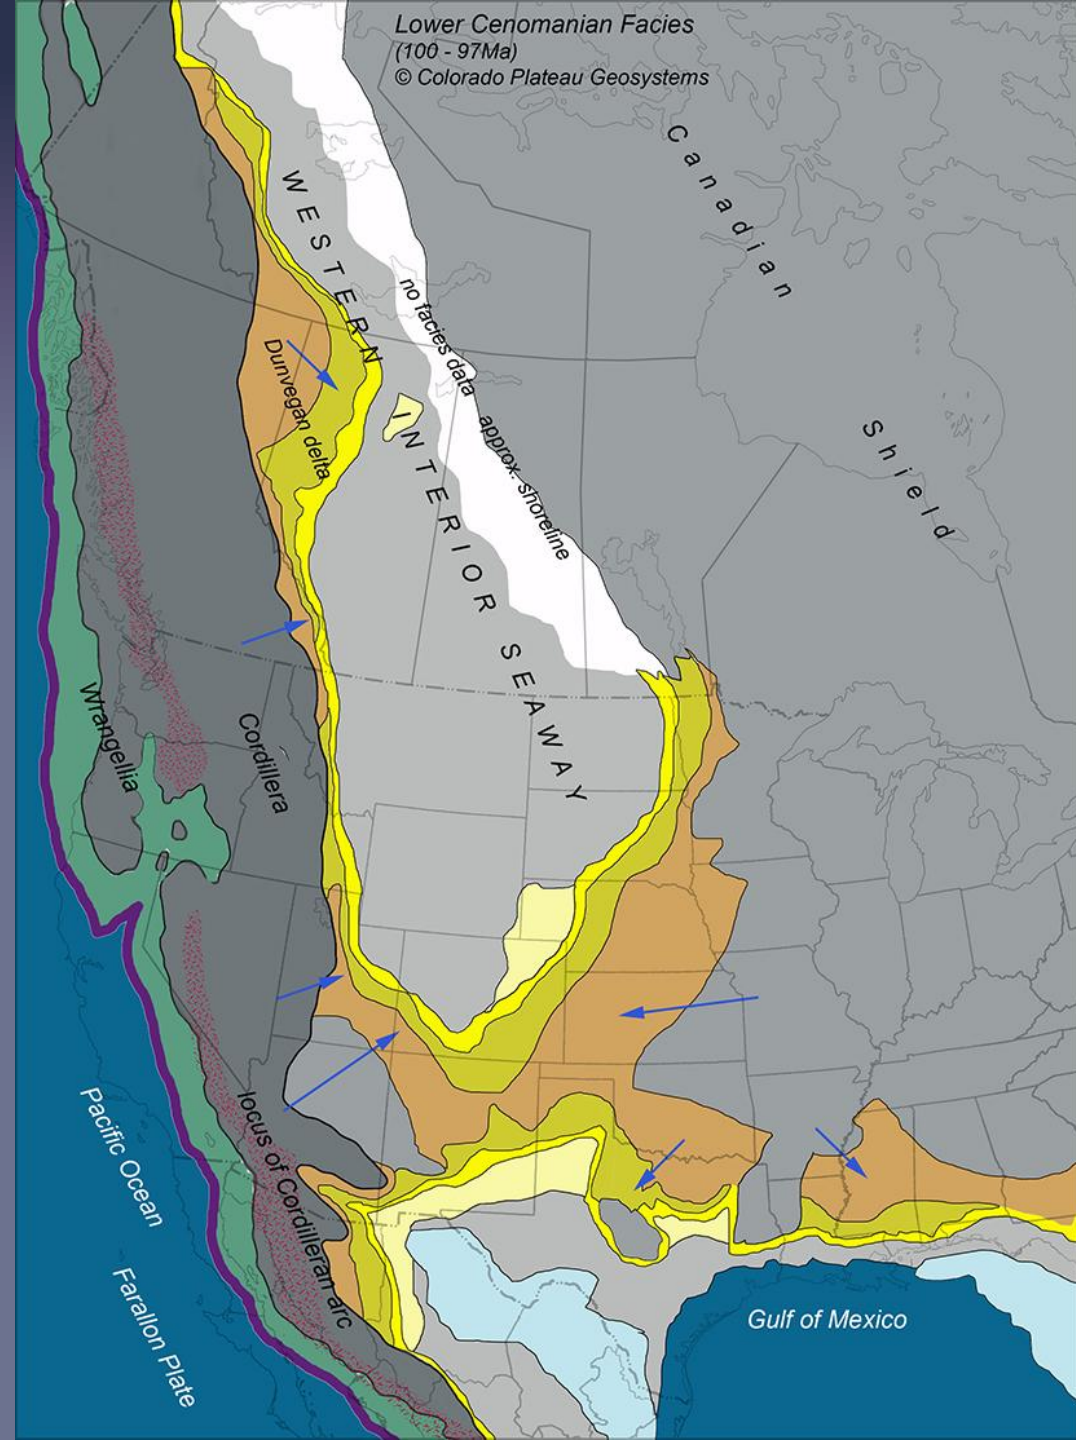 Lower Cenomanian Facies
(100 - 97Ma)
© Colorado Plateau Geosystems
Canadian
Shield
WESTERN
INTERIOR SEAWAY
no facies data approx. shoreline
Dunvegan delta
Wrangellia
Cordillera
locus of Cordilleran arc
Pacific Ocean
Farallon Plate
Gulf of Mexico